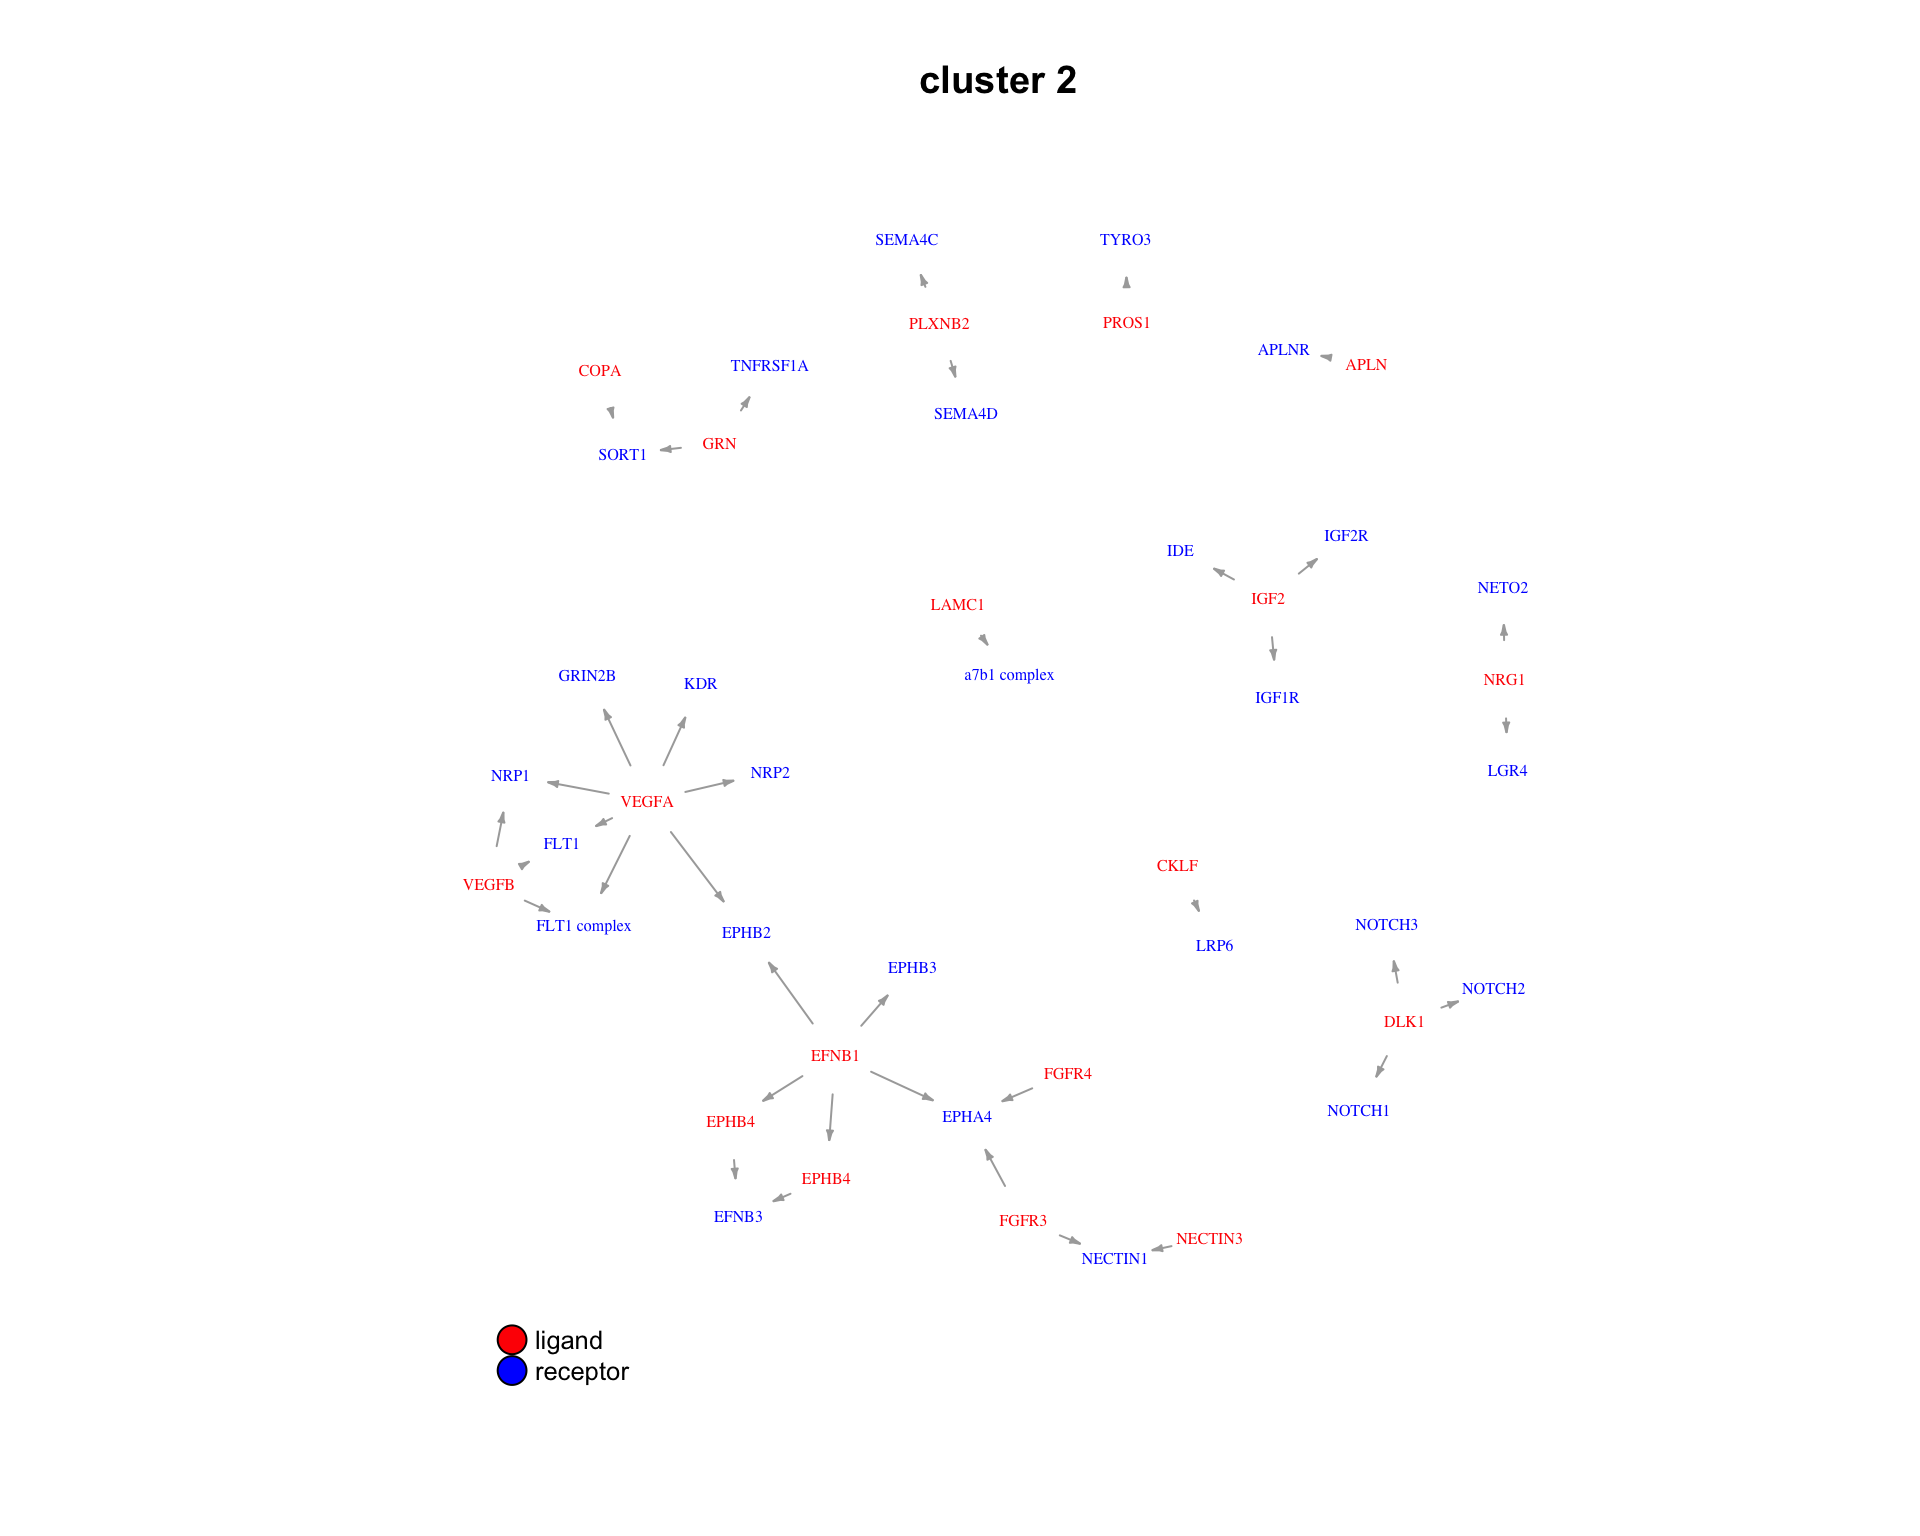 cluster 2
SEMA4C
TYRO3
PLXNB2
PROS1
APLNR
APLN
TNFRSF1A
COPA
SEMA4D
GRN
SORT1
IGF2R
IDE
NETO2
IGF2
LAMC1
a7b1 complex
GRIN2B
KDR
NRG1
IGF1R
LGR4
NRP1
NRP2
VEGFA
FLT1
VEGFB
CKLF
FLT1 complex
EPHB2
NOTCH3
LRP6
EPHB3
NOTCH2
DLK1
EFNB1
FGFR4
EPHB4
EPHA4
NOTCH1
EPHB4
EFNB3
FGFR3
NECTIN3
NECTIN1
ligand
receptor